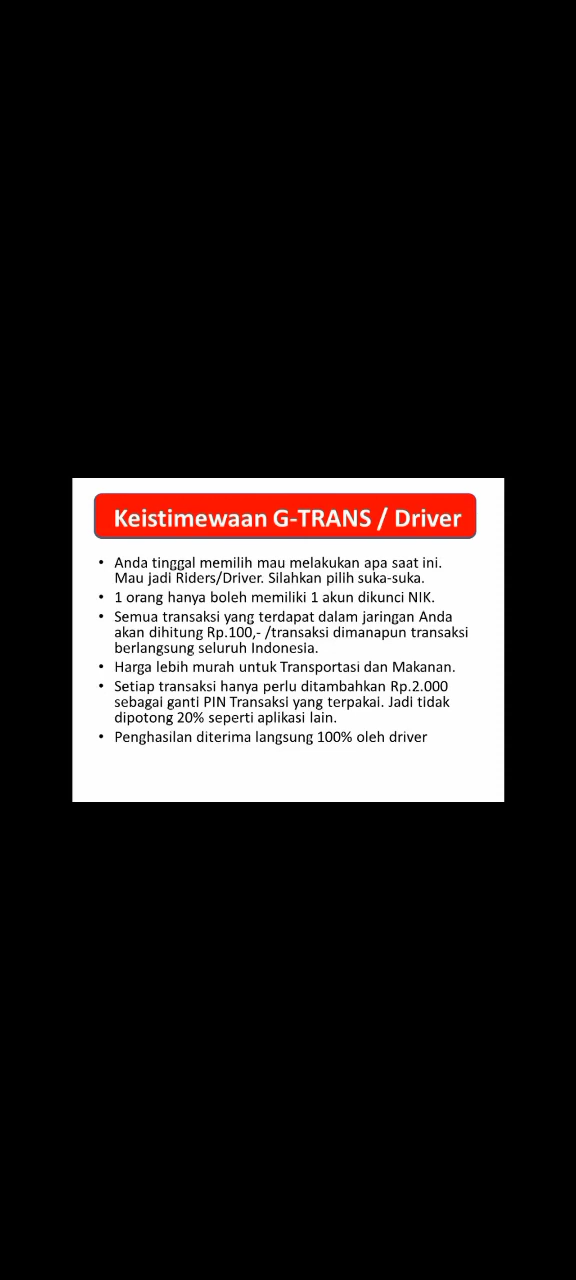 Keistimewaan G-TRANS / Driver
• Anda tinggal memilih mau melakukan apa saat ini.
Mau jadi Riders/Driver. Silahkan pilih suka-suka.
• 1 orang hanya boleh memiliki 1 akun dikunci NIK.
• Semua transaksi yang terdapat dalam jaringan Anda
akan dihitung Rp.100,- /transaksi dimanapun transaksi
berlangsung seluruh Indonesia.
• Harga lebih murah untuk Transportasi dan Makanan.
• Setiap transaksi hanya perlu ditambahkan Rp.2.000
sebagai ganti PIN Transaksi yang terpakai. Jadi tidak
dipotong 20% seperti aplikasi lain.
• Penghasilan diterima langsung 100% oleh driver